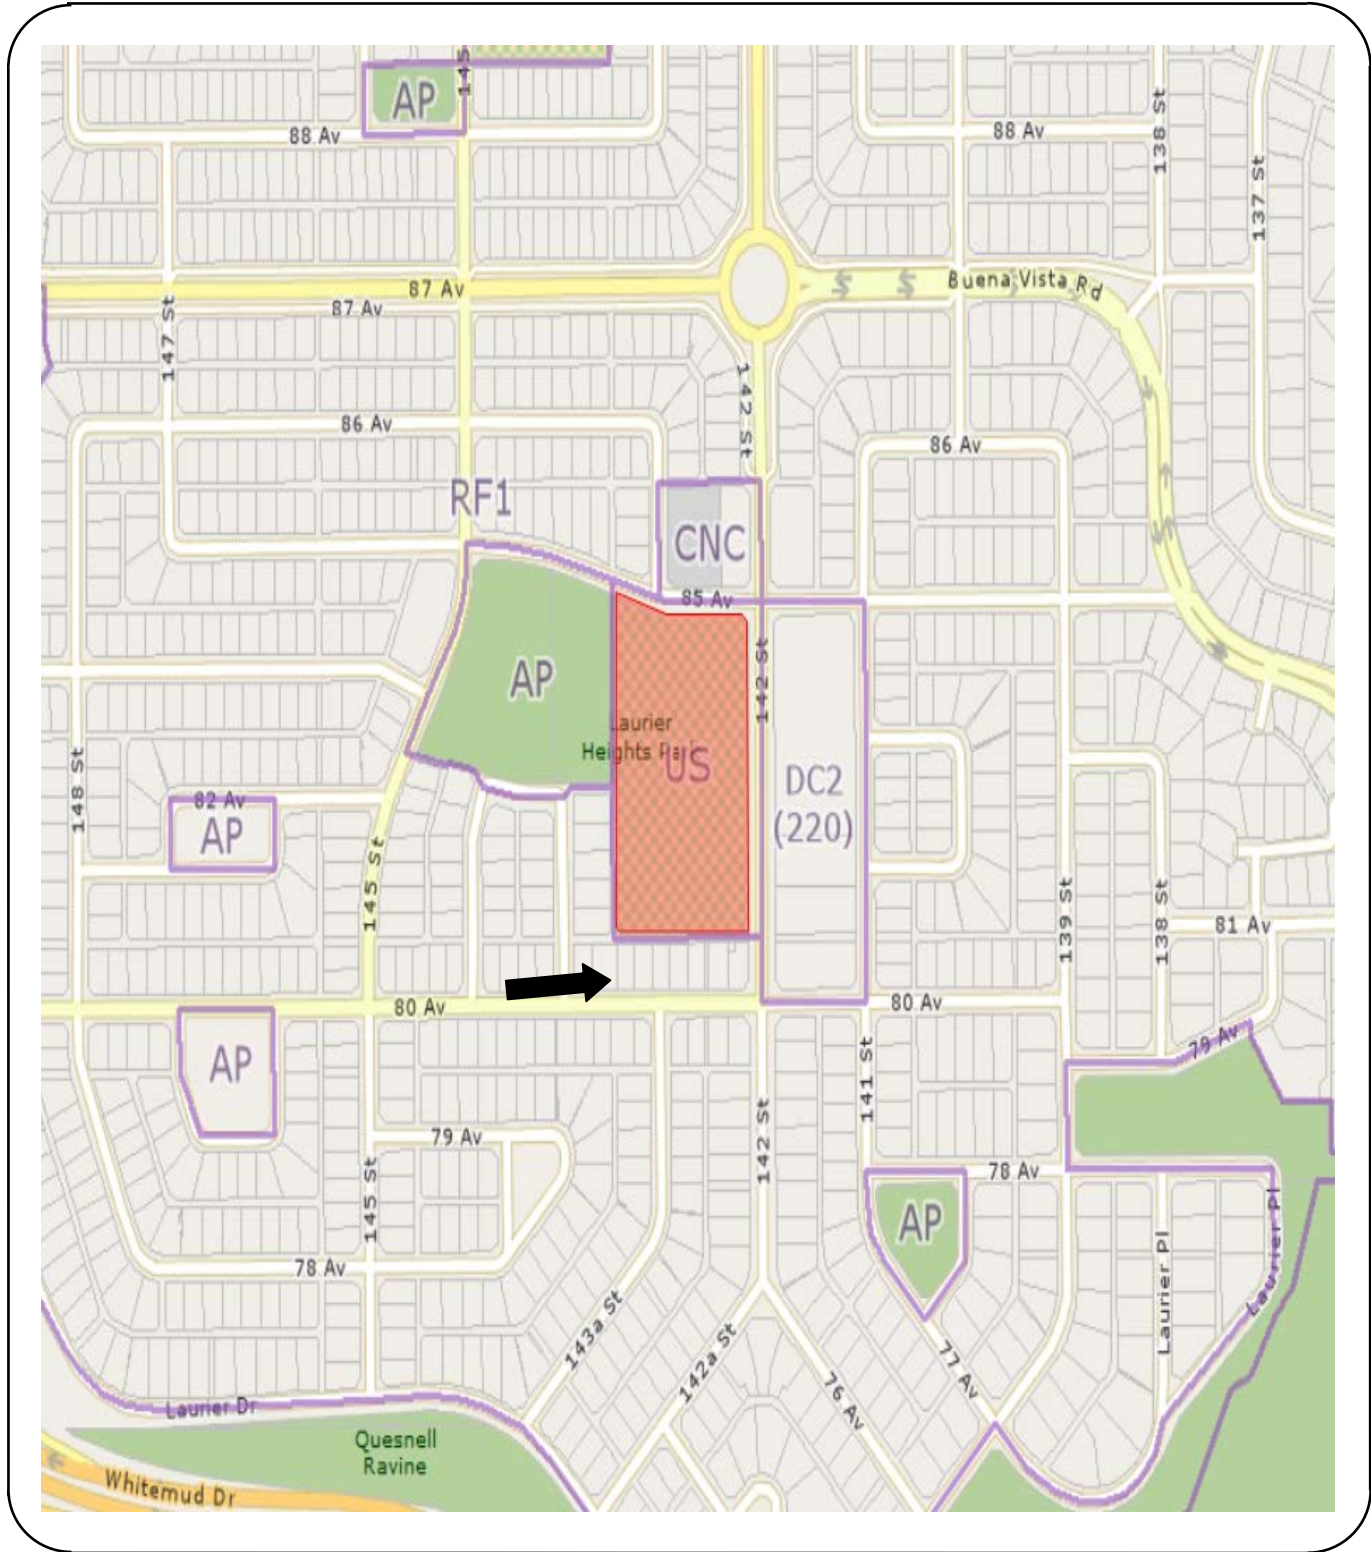 145
AP
88 Av
88 Av
138 St
137 St
87 Av
87 Av
Buena Vista Rd
147 St
142 St
86 Av
86 Av
RF1
CNC
85 Av
AP
142 St
Laurier
Heights Park
US
DC2
(220)
148 St
82 Av
AP
145 St
139 St
138 St
81 Av
80 Av
80 Av
AP
79 Av
141 St
79 Av
142 St
78 Av
145 St
AP
Laurier Pl
Laurier Pl
78 Av
143a St
142a St
77 Av
76 Av
Laurier Dr
Quesnell
Ravine
Whitemud Dr